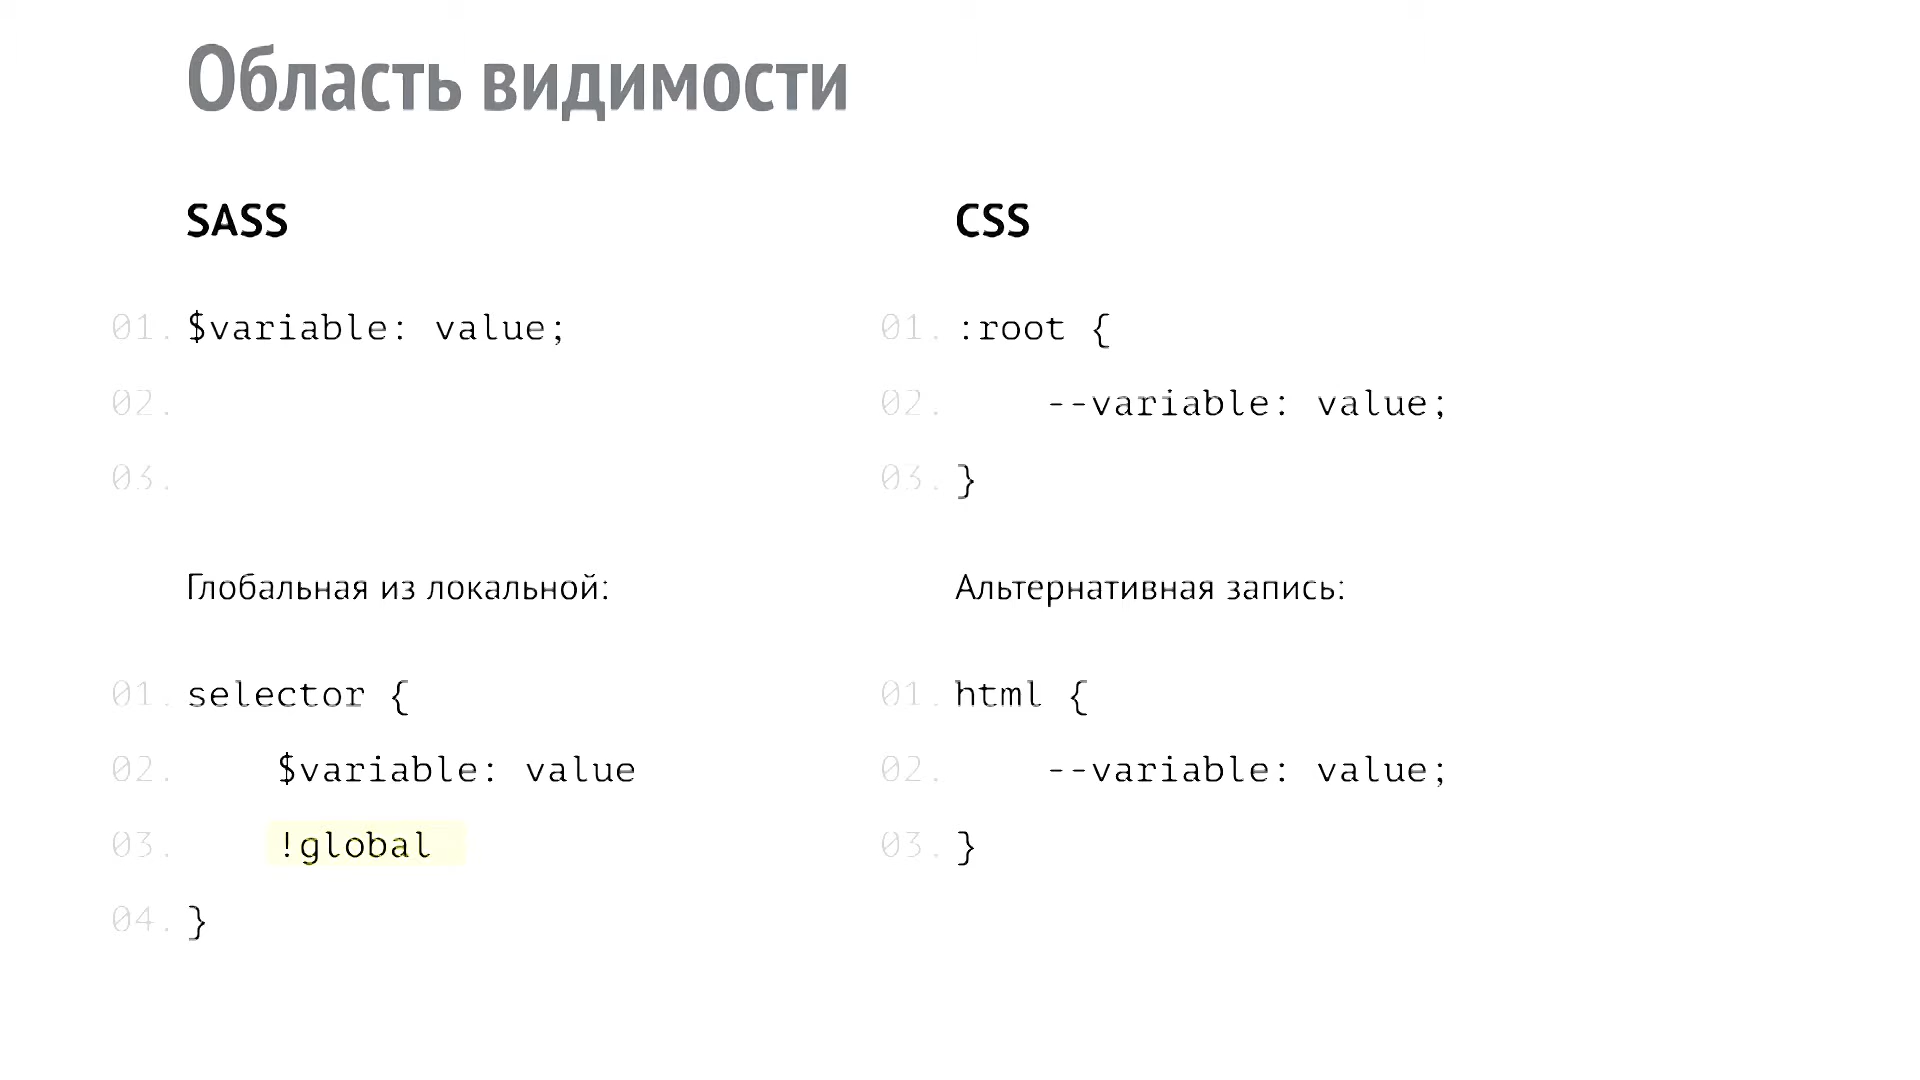 Область видимости
SASS
01. $variable: value;
02.
03.
Глобальная из локальной:
01. selector {
02.     $variable: value
03.     !global
04. }
CSS
01. :root {
02.     --variable: value;
03. }
Альтернативная запись:
01. html {
02.     --variable: value;
03. }